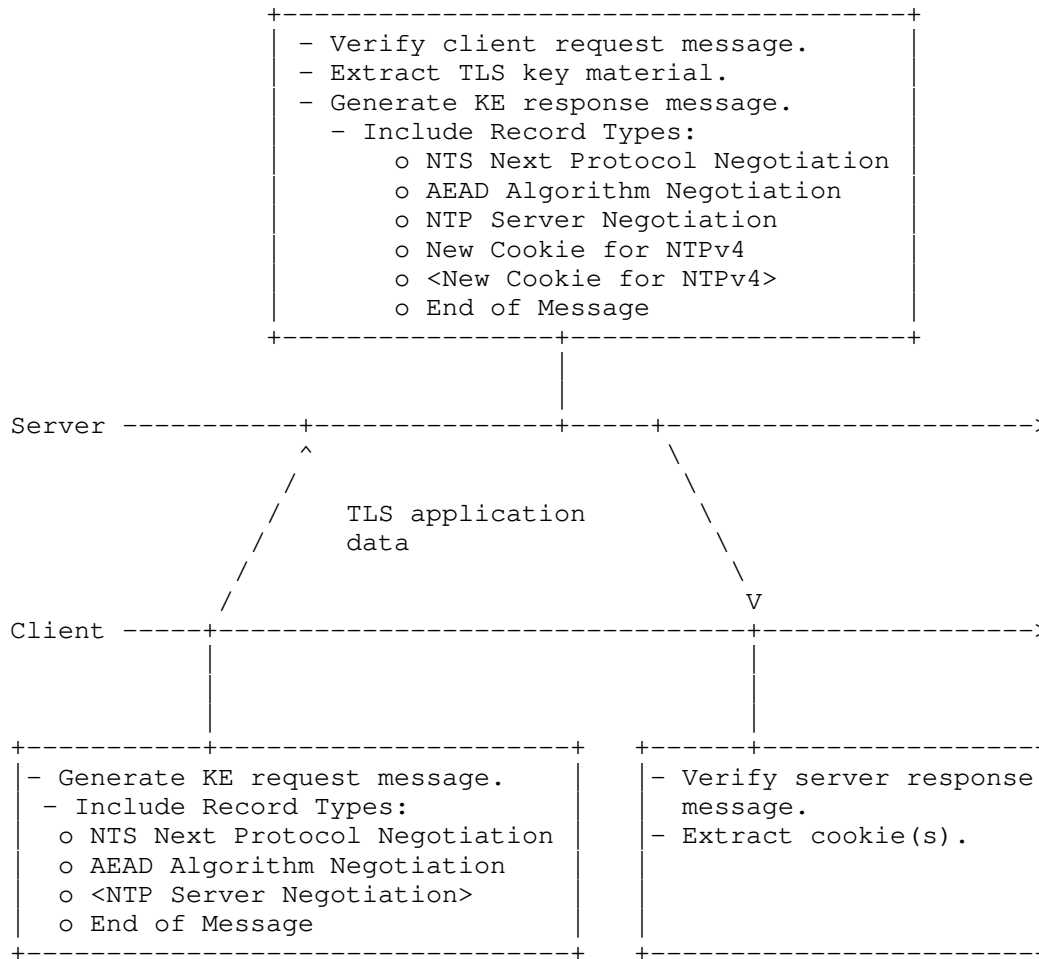 - Verify client request message.
- Extract TLS key material.
- Generate KE response message.
- Include Record Types:
o NTS Next Protocol Negotiation
o AEAD Algorithm Negotiation
o NTP Server Negotiation
o New Cookie for NTPv4
o <New Cookie for NTPv4>
o End of Message
Server
TLS application
data
V
Client
- Generate KE request message.
- Include Record Types:
o NTS Next Protocol Negotiation
o AEAD Algorithm Negotiation
o <NTP Server Negotiation>
o End of Message
- Verify server response
message.
- Extract cookie(s).